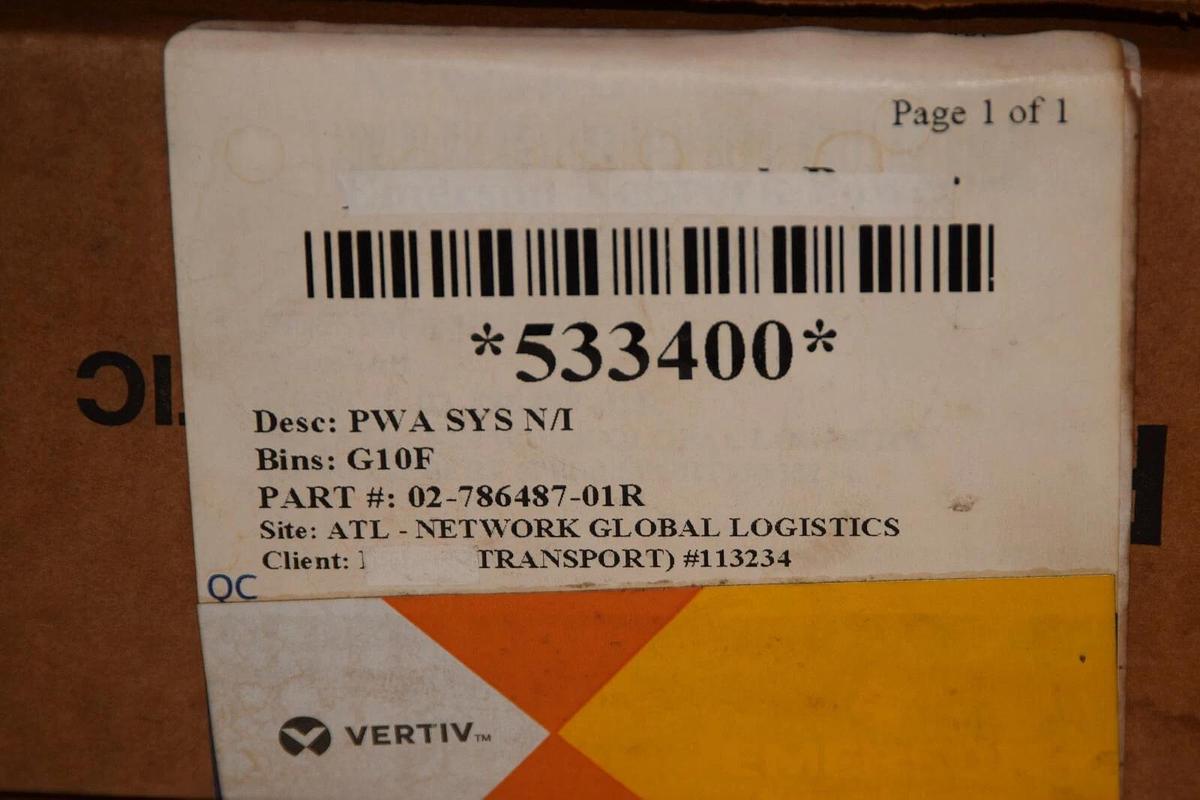 Page 1 of 1
*533400*
Desc: PWA SYS N/I
Bins: G10F
PART #: 02-786487-01R
Site: ATL - NETWORK GLOBAL LOGISTICS
Client: TRANSPORT) #113234
QC
VERTIV™